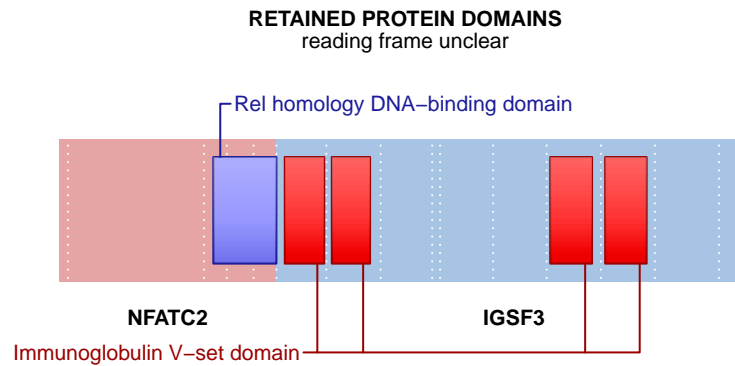 RETAINED PROTEIN DOMAINS
reading frame unclear
Rel homology DNA−binding domain
NFATC2
IGSF3
Immunoglobulin V−set domain